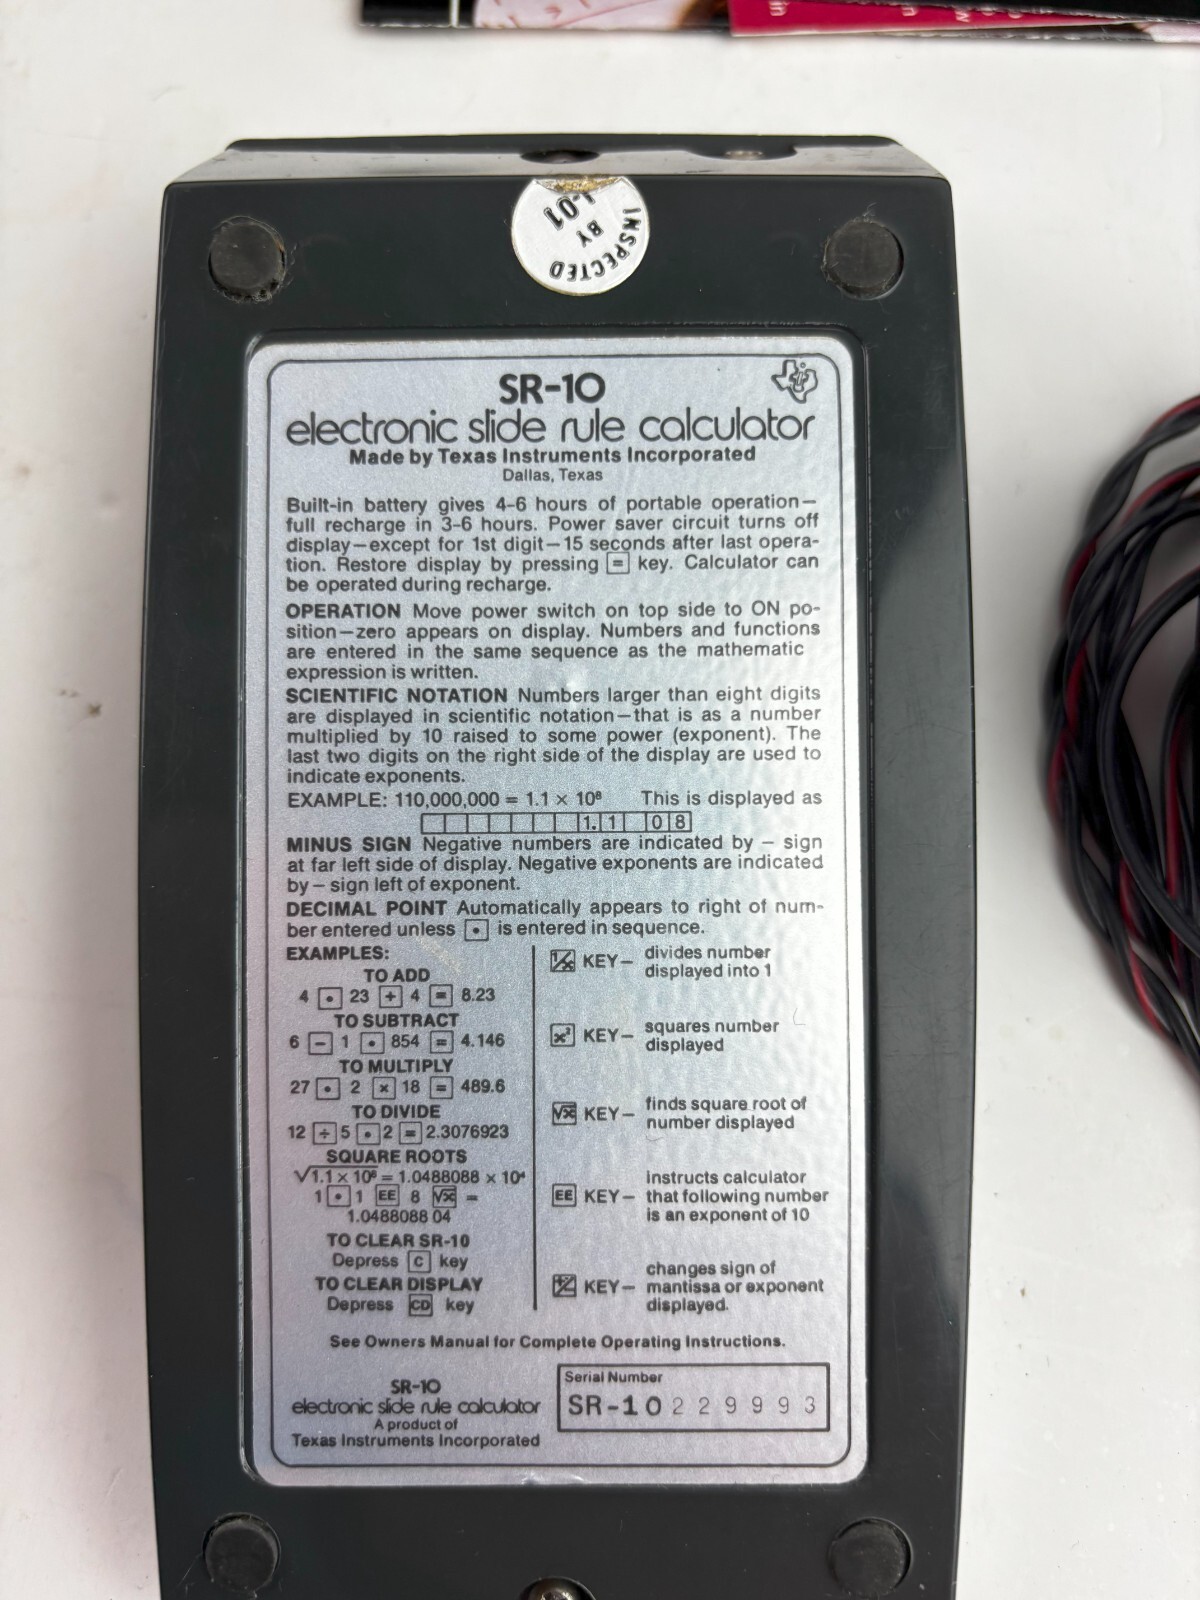 INSPECTED
BY
SR-10
electronic slide rule calculator
Made by Texas Instruments Incorporated
Dallas, Texas
Built-in battery gives 4-6 hours of portable operation—
full recharge in 3-6 hours. Power saver circuit turns off
display—except for 1st digit—15 seconds after last opera-
tion. Restore display by pressing = key. Calculator can
be operated during recharge.
OPERATION Move power switch on top side to ON po-
sition—zero appears on display. Numbers and functions
are entered in the same sequence as the mathematic
expression is written.
SCIENTIFIC NOTATION Numbers larger than eight digits
are displayed in scientific notation—that is as a number
multiplied by 10 raised to some power (exponent). The
last two digits on the right side of the display are used to
indicate exponents.
EXAMPLE: 110,000,000 = 1.1 × 10⁸ This is displayed as
1. 1 0 8
MINUS SIGN Negative numbers are indicated by − sign
at far left side of display. Negative exponents are indicated
by − sign left of exponent.
DECIMAL POINT Automatically appears to right of num-
ber entered unless • is entered in sequence.
EXAMPLES:
TO ADD
4 • 23 + 4 = 8.23
TO SUBTRACT
6 − 1 • 854 = 4.146
TO MULTIPLY
27 • 2 × 18 = 489.6
TO DIVIDE
12 ÷ 5 • 2 = 2.3076923
SQUARE ROOTS
√1.1 × 10⁸ = 1.0488088 × 10⁴
1 • 1 EE 8 √x =
1.0488088 04
TO CLEAR SR-10
Depress C key
TO CLEAR DISPLAY
Depress CD key
1/x KEY— divides number
displayed into 1
x² KEY— squares number
displayed
√x KEY— finds square root of
number displayed
instructs calculator
EE KEY— that following number
is an exponent of 10
changes sign of
+/− KEY— mantissa or exponent
displayed.
See Owners Manual for Complete Operating Instructions.
SR-10
electronic slide rule calculator
A product of
Texas Instruments Incorporated
Serial Number
SR-10 229993